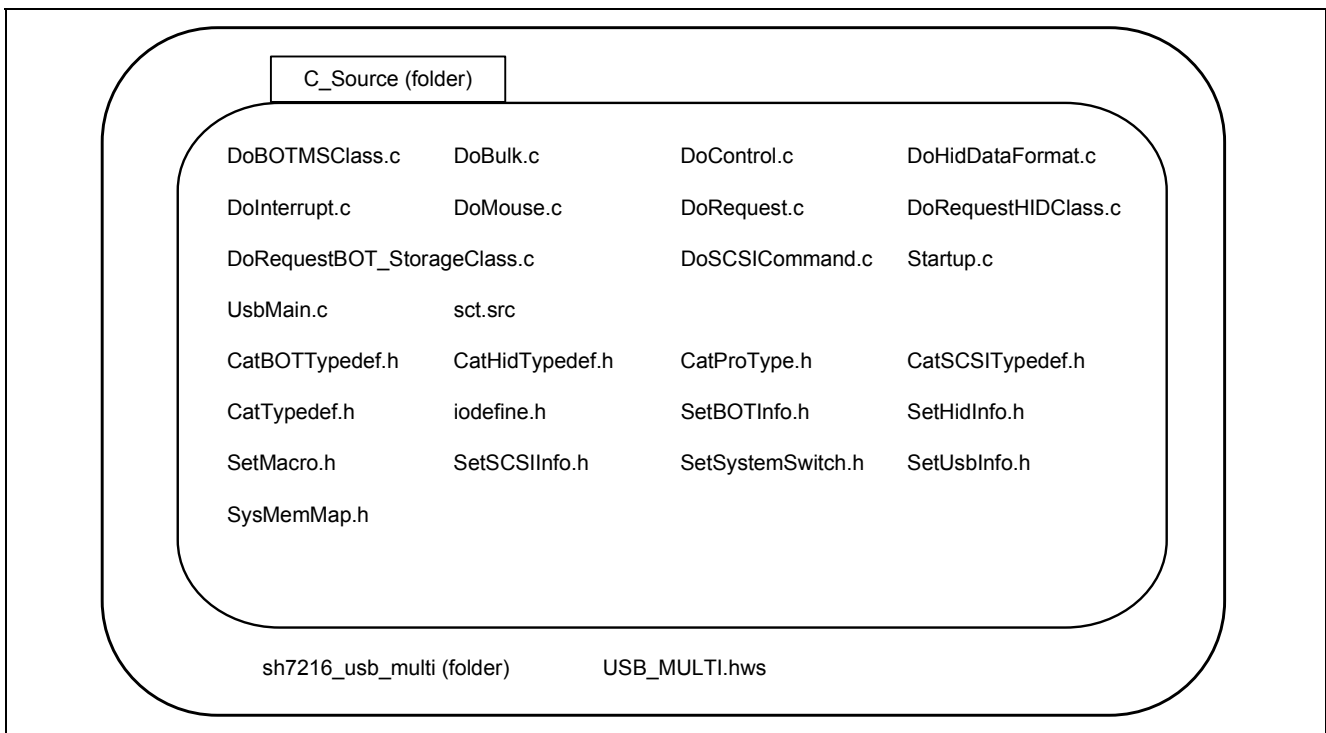 C_Source (folder)
DoBOTMSClass.c DoBulk.c DoControl.c DoHidDataFormat.c
DoInterrupt.c DoMouse.c DoRequest.c DoRequestHIDClass.c
DoRequestBOT_StorageClass.c DoSCSICommand.c Startup.c
UsbMain.c sct.src
CatBOTTypedef.h CatHidTypedef.h CatProType.h CatSCSITypedef.h
CatTypedef.h iodefine.h SetBOTInfo.h SetHidInfo.h
SetMacro.h SetSCSIInfo.h SetSystemSwitch.h SetUsbInfo.h
SysMemMap.h
sh7216_usb_multi (folder) USB_MULTI.hws